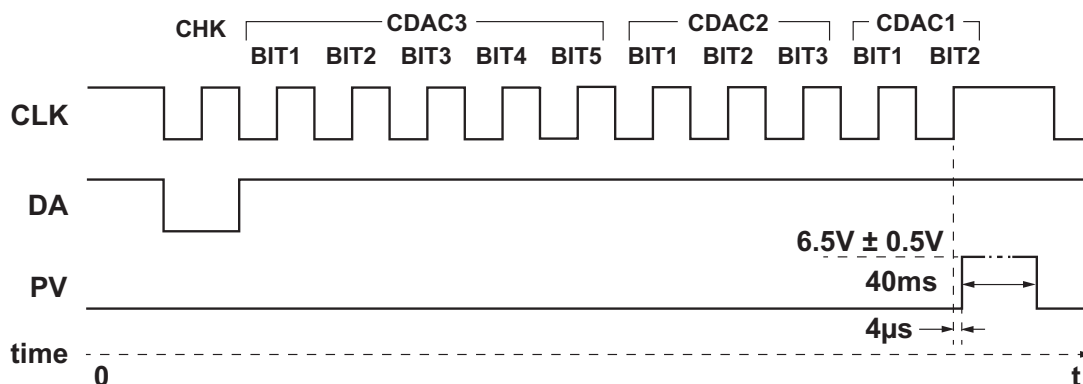 CHK CDAC3 CDAC2 CDAC1
BIT1 BIT2 BIT3 BIT4 BIT5 BIT1 BIT2 BIT3 BIT1 BIT2
CLK
DA
6.5V ± 0.5V
PV 40ms
4µs
time
0 t